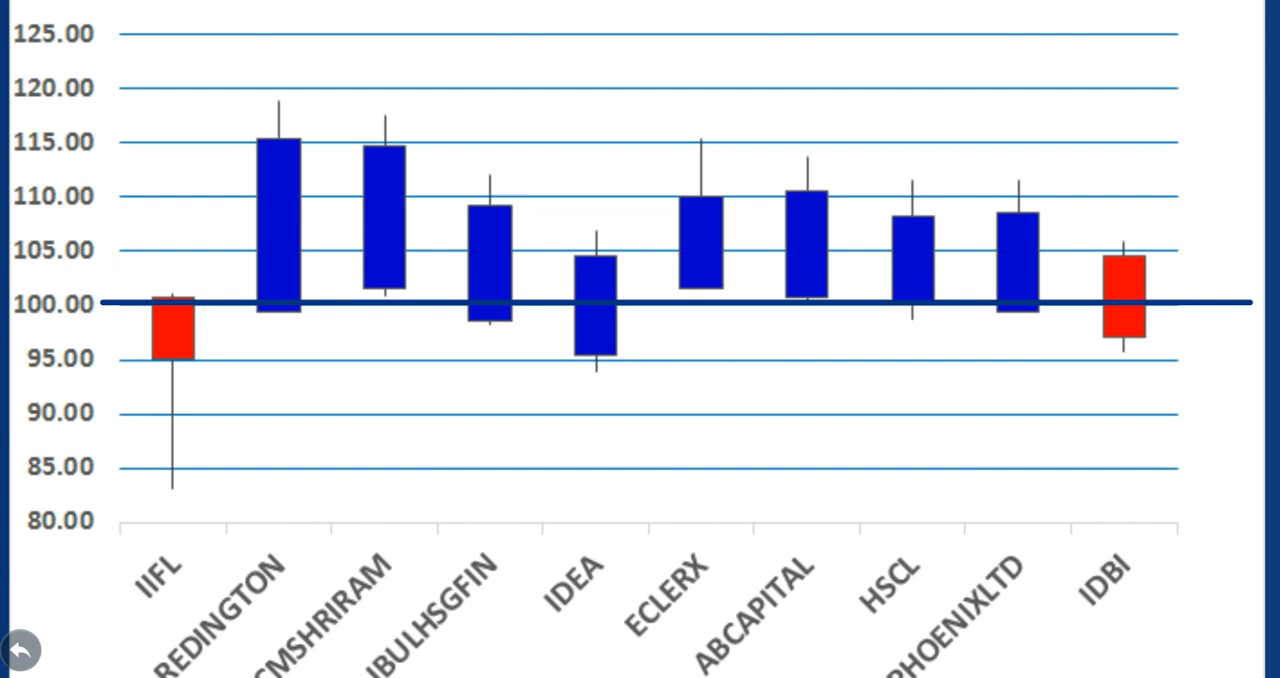 125.00
120.00
115.00
110.00
105.00
100.00
95.00
90.00
85.00
80.00
IIFL
REDINGTON
CMSHRIRAM
IBULHSGFIN
IDEA
ECLERX
ABCAPITAL
HSCL
PHOENIXLTD
IDBI